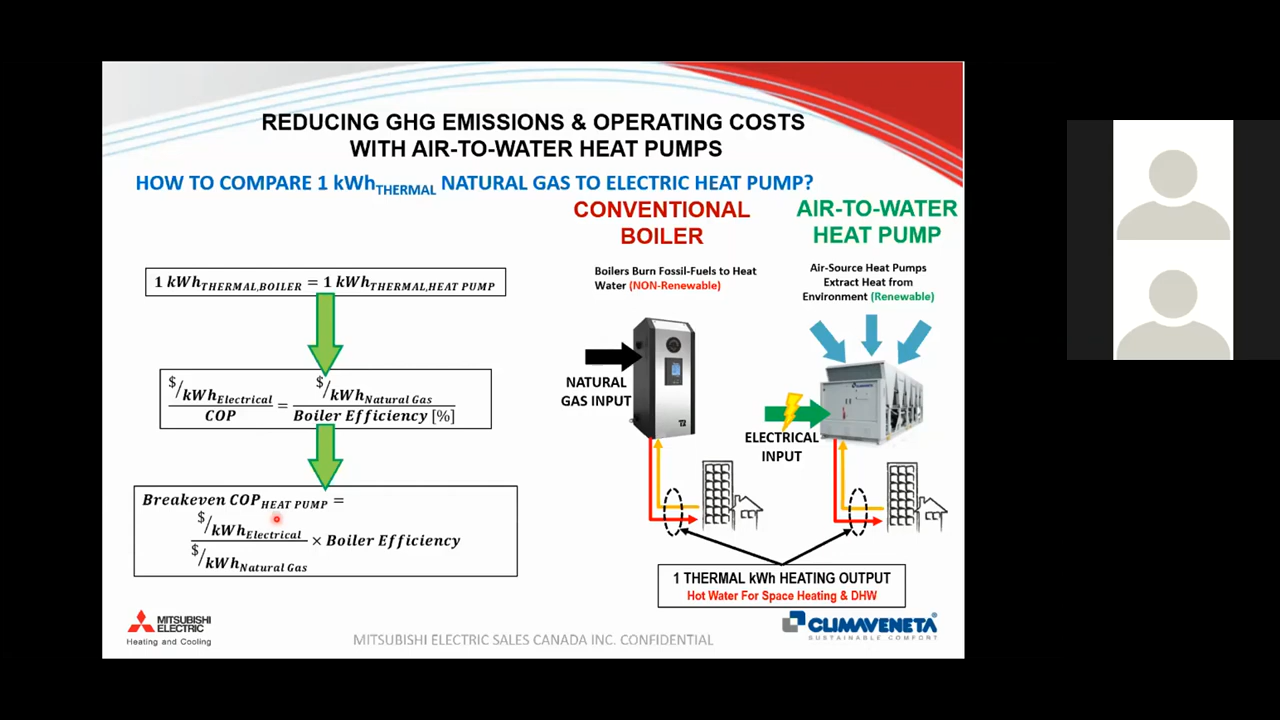 REDUCING GHG EMISSIONS & OPERATING COSTS
WITH AIR-TO-WATER HEAT PUMPS
HOW TO COMPARE 1 kWhTHERMAL NATURAL GAS TO ELECTRIC HEAT PUMP?
CONVENTIONAL
BOILER
AIR-TO-WATER
HEAT PUMP
Boilers Burn Fossil-Fuels to Heat
Water (NON-Renewable)
Air-Source Heat Pumps
Extract Heat from
Environment (Renewable)
1 kWhTHERMAL,BOILER = 1 kWhTHERMAL,HEAT PUMP
$/kWhElectrical
COP
=
$/kWhNatural Gas
Boiler Efficiency [%]
Breakeven COPHEAT PUMP =
$/kWhElectrical
$/kWhNatural Gas
× Boiler Efficiency
NATURAL
GAS INPUT
ELECTRICAL
INPUT
CLIMAVENETA
1 THERMAL kWh HEATING OUTPUT
Hot Water For Space Heating & DHW
MITSUBISHI
ELECTRIC
Heating and Cooling
MITSUBISHI ELECTRIC SALES CANADA INC. CONFIDENTIAL
CLIMAVENETA
SUSTAINABLE COMFORT